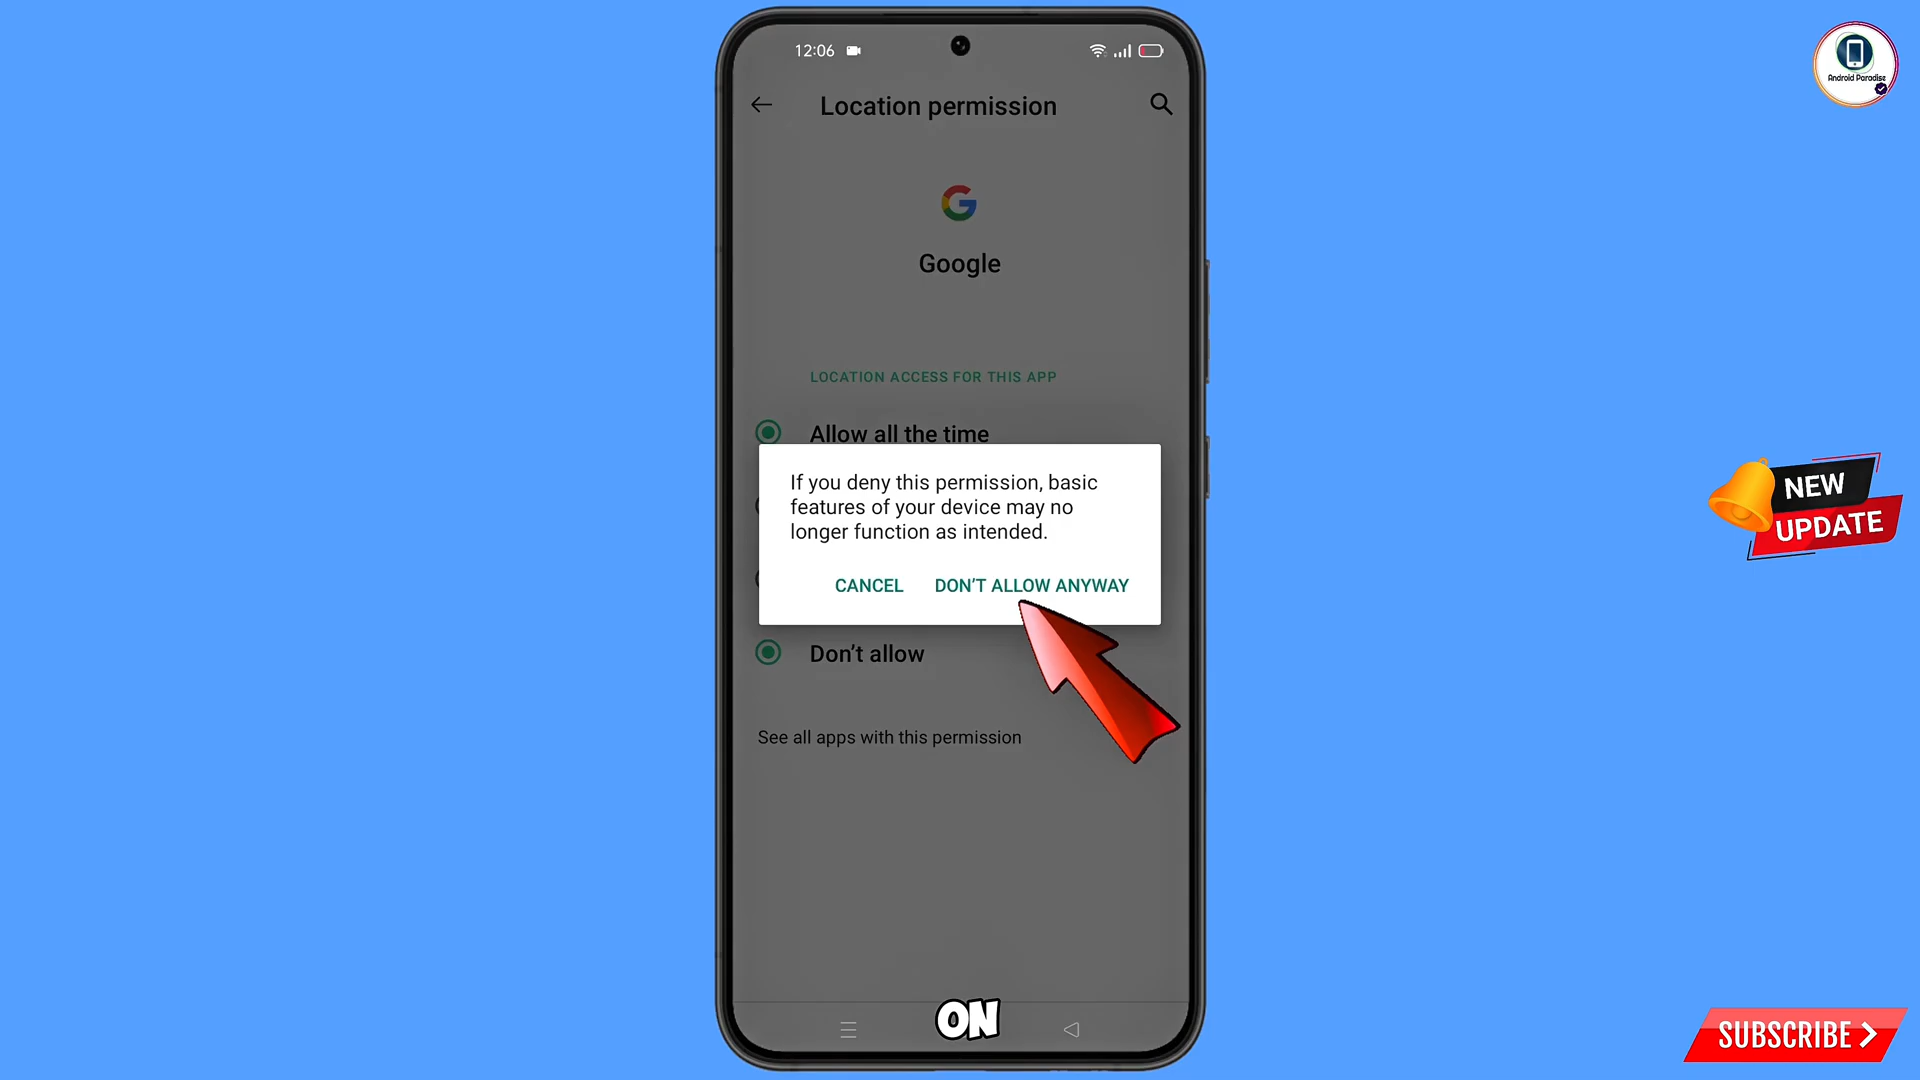 12:06
Android Paradise
Location permission
Google
LOCATION ACCESS FOR THIS APP
Allow all the time
If you deny this permission, basic
features of your device may no
longer function as intended.
CANCEL DON'T ALLOW ANYWAY
NEW
UPDATE
Don't allow
See all apps with this permission
ON
SUBSCRIBE